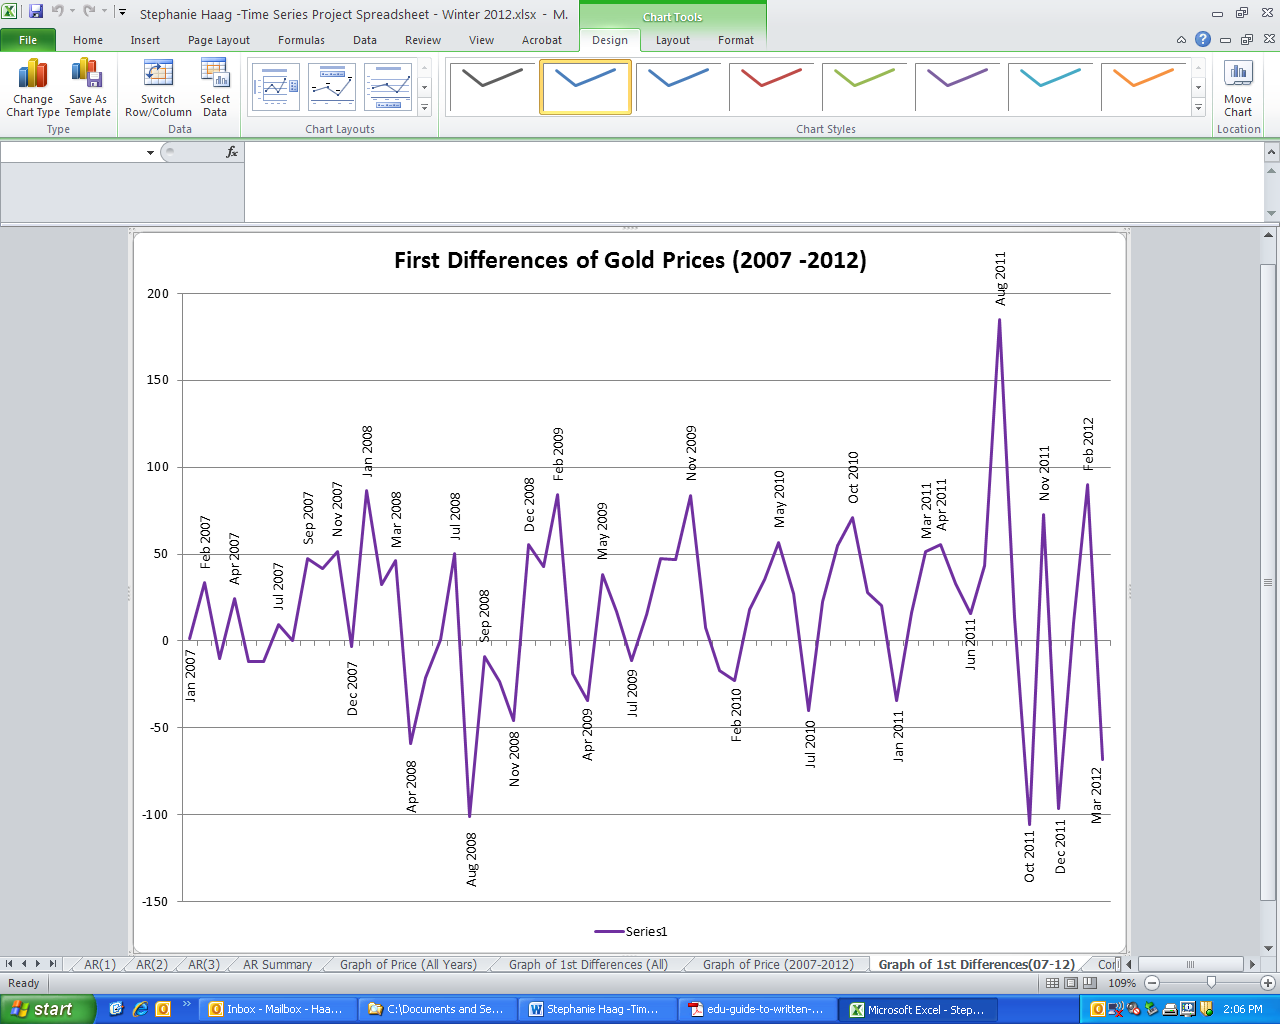 Stephanie Haag -Time Series Project Spreadsheet - Winter 2012.xlsx - M.
Chart Tools
File Home Insert Page Layout Formulas Data Review View Acrobat Design Layout Format
Change Chart Type
Save As Template
Switch Row/Column
Select Data
Move Chart
Type Data Chart Layouts Chart Styles Location
fx
First Differences of Gold Prices (2007 -2012)
200
150
100
50
0
-50
-100
-150
Jan 2007
Feb 2007
Apr 2007
Jul 2007
Sep 2007
Nov 2007
Dec 2007
Jan 2008
Mar 2008
Apr 2008
Jul 2008
Aug 2008
Sep 2008
Nov 2008
Dec 2008
Feb 2009
Apr 2009
May 2009
Jul 2009
Nov 2009
Feb 2010
May 2010
Jul 2010
Oct 2010
Jan 2011
Mar 2011
Apr 2011
Jun 2011
Aug 2011
Oct 2011
Nov 2011
Dec 2011
Feb 2012
Mar 2012
Series1
AR(1) AR(2) AR(3) AR Summary Graph of Price (All Years) Graph of 1st Differences (All) Graph of Price (2007-2012) Graph of 1st Differences(07-12)
Ready 109%
start Inbox - Mailbox - Haa... C:\Documents and Se... Stephanie Haag -Tim... edu-guide-to-written-... Microsoft Excel - Step... 2:06 PM